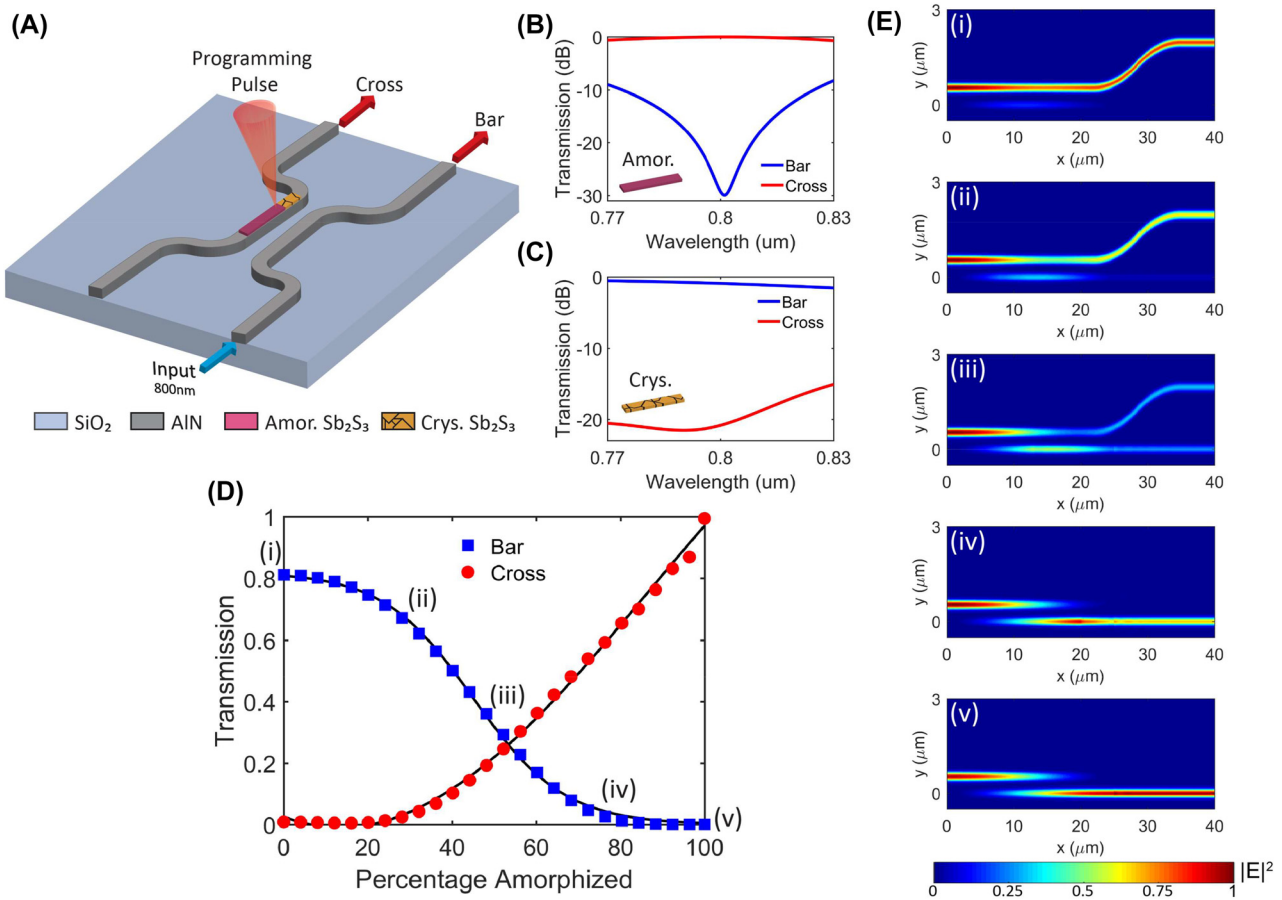 (A)
Programming
Pulse
Cross
Bar
Input
800nm
SiO₂
AlN
Amor. Sb₂S₃
Crys. Sb₂S₃
(B)
Transmission (dB)
0
-10
-20
-30
Amor.
Bar
Cross
0.77
0.8
0.83
Wavelength (um)
(C)
Transmission (dB)
0
-10
-20
Bar
Cross
Crys.
0.77
0.8
0.83
Wavelength (um)
(D)
Transmission
1
0.8
0.6
0.4
0.2
0
(i)
(ii)
(iii)
(iv)
(v)
Bar
Cross
0
20
40
60
80
100
Percentage Amorphized
(E)
(i)
y (μm)
3
0
0
10
20
30
40
x (μm)
(ii)
y (μm)
3
0
0
10
20
30
40
x (μm)
(iii)
y (μm)
3
0
0
10
20
30
40
x (μm)
(iv)
y (μm)
3
0
0
10
20
30
40
x (μm)
(v)
y (μm)
3
0
0
10
20
30
40
x (μm)
|E|²
0
0.25
0.5
0.75
1